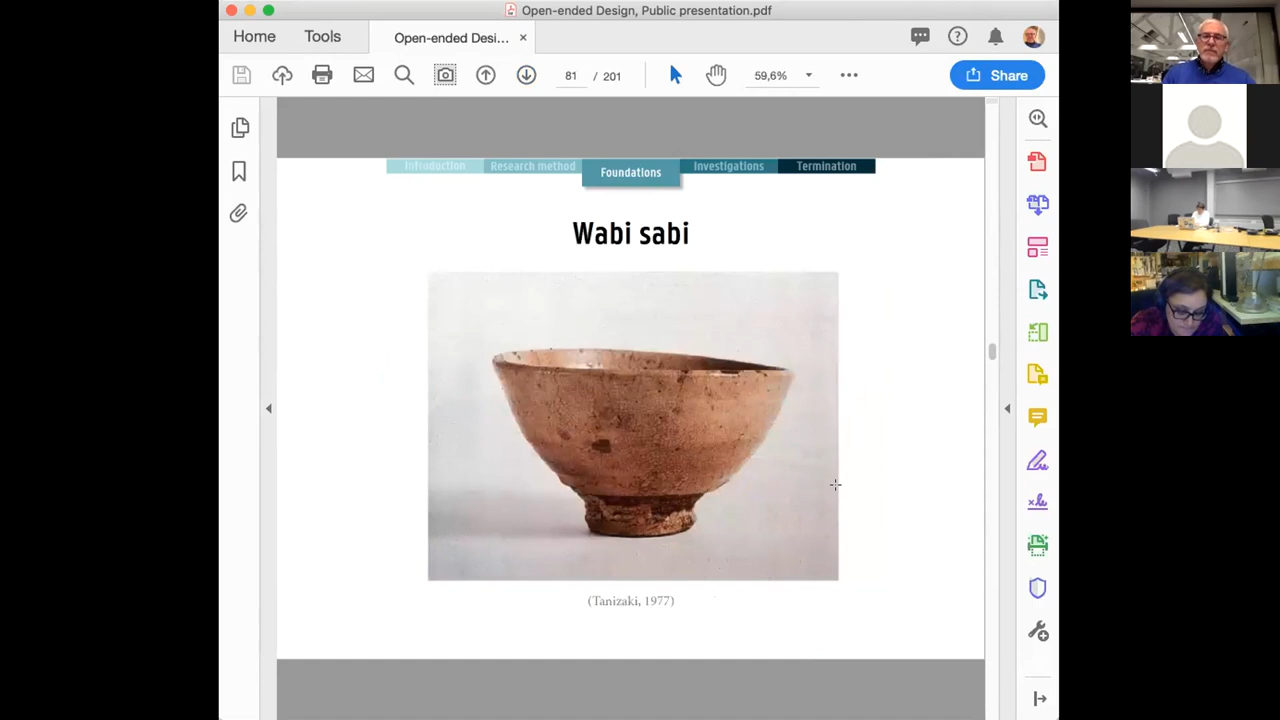 Open-ended Design, Public presentation.pdf
Home
Tools
Open-ended Desi...
81 / 201
59,6%
Share
Introduction
Research method
Foundations
Investigations
Termination
Wabi sabi
(Tanizaki, 1977)